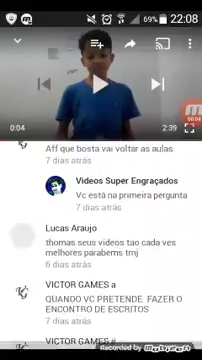 69% 22:08
00:04
0:04
2:39
Aff que bosta vai voltar as aulas
7 dias atrás
Videos Super Engraçados
Vc está na primeira pergunta
7 dias atrás
Lucas Araujo
thomas seus videos tao cada ves
melhores parabems tmj
6 dias atrás
VICTOR GAMES a
QUANDO VC PRETENDE FAZER O
ENCONTRO DE ESCRITOS
7 dias atrás
VICTOR GAMES
Recorded by